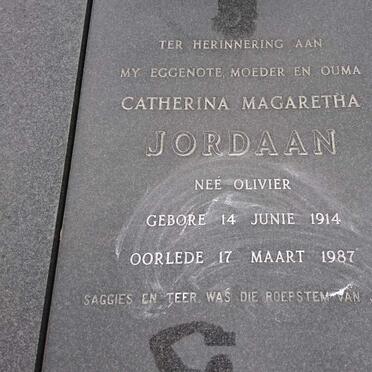 TER HERINNERING AAN
MY EGGENOTE, MOEDER EN OUMA
CATHERINA MAGARETHA
JORDAAN
NEÉ OLIVIER
GEBORE 14 JUNIE 1914
OORLEDE 17 MAART 1987
SAGGIES EN TEER WAS DIE ROEPSTEM VAN